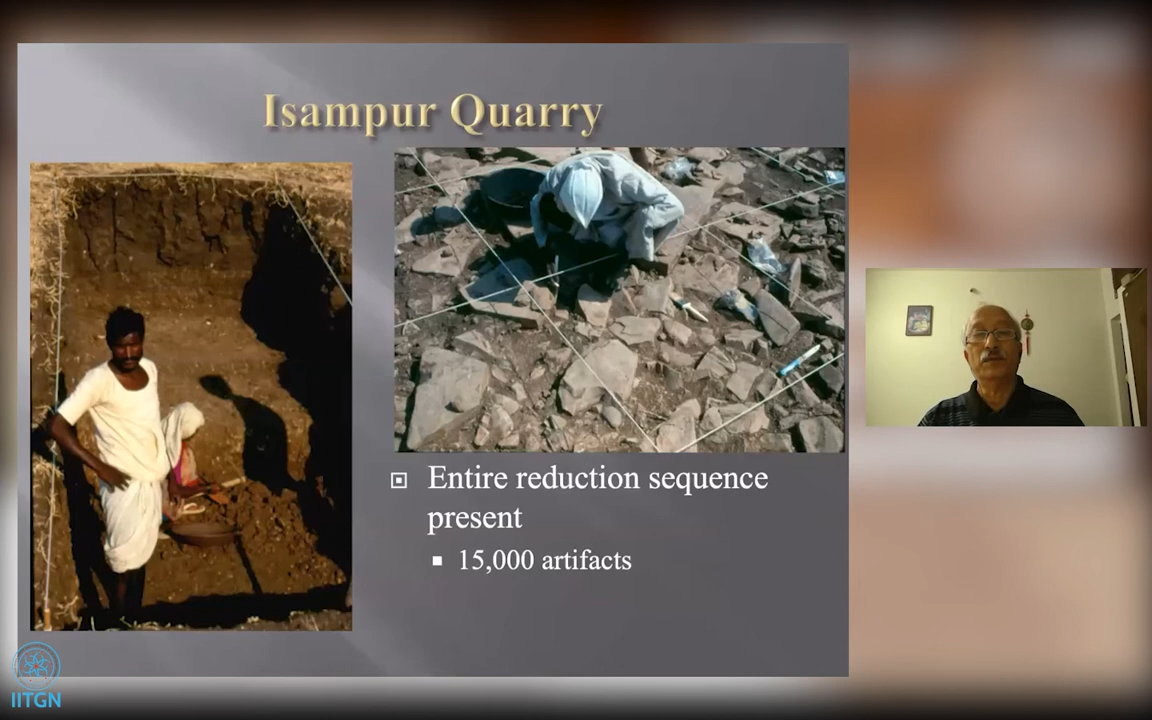 Isampur Quarry
Entire reduction sequence
present
15,000 artifacts
IITGN